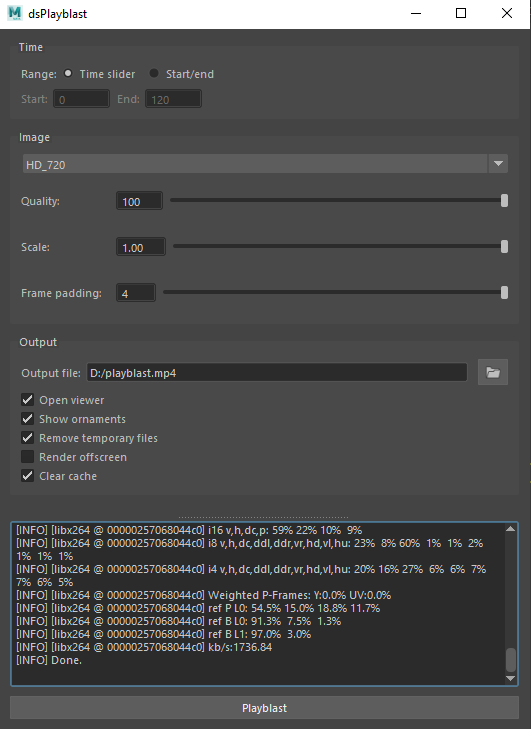 dsPlayblast
Time
Range: Time slider Start/end
Start: 0 End: 120
Image
HD_720
Quality: 100
Scale: 1.00
Frame padding: 4
Output
Output file: D:/playblast.mp4
Open viewer
Show ornaments
Remove temporary files
Render offscreen
Clear cache
[INFO] [libx264 @ 00000257068044c0] i16 v,h,dc,p: 59% 22% 10%  9%
[INFO] [libx264 @ 00000257068044c0] i8 v,h,dc,ddl,ddr,vr,hd,vl,hu: 23%  8% 60%  1%  1%  2%
1%  1%  1%
[INFO] [libx264 @ 00000257068044c0] i4 v,h,dc,ddl,ddr,vr,hd,vl,hu: 20% 16% 27%  6%  6%  7%
7%  6%  5%
[INFO] [libx264 @ 00000257068044c0] Weighted P-Frames: Y:0.0% UV:0.0%
[INFO] [libx264 @ 00000257068044c0] ref P L0: 54.5% 15.0% 18.8% 11.7%
[INFO] [libx264 @ 00000257068044c0] ref B L0: 91.3%  7.5%  1.3%
[INFO] [libx264 @ 00000257068044c0] ref B L1: 97.0%  3.0%
[INFO] [libx264 @ 00000257068044c0] kb/s:1736.84
[INFO] Done.
Playblast